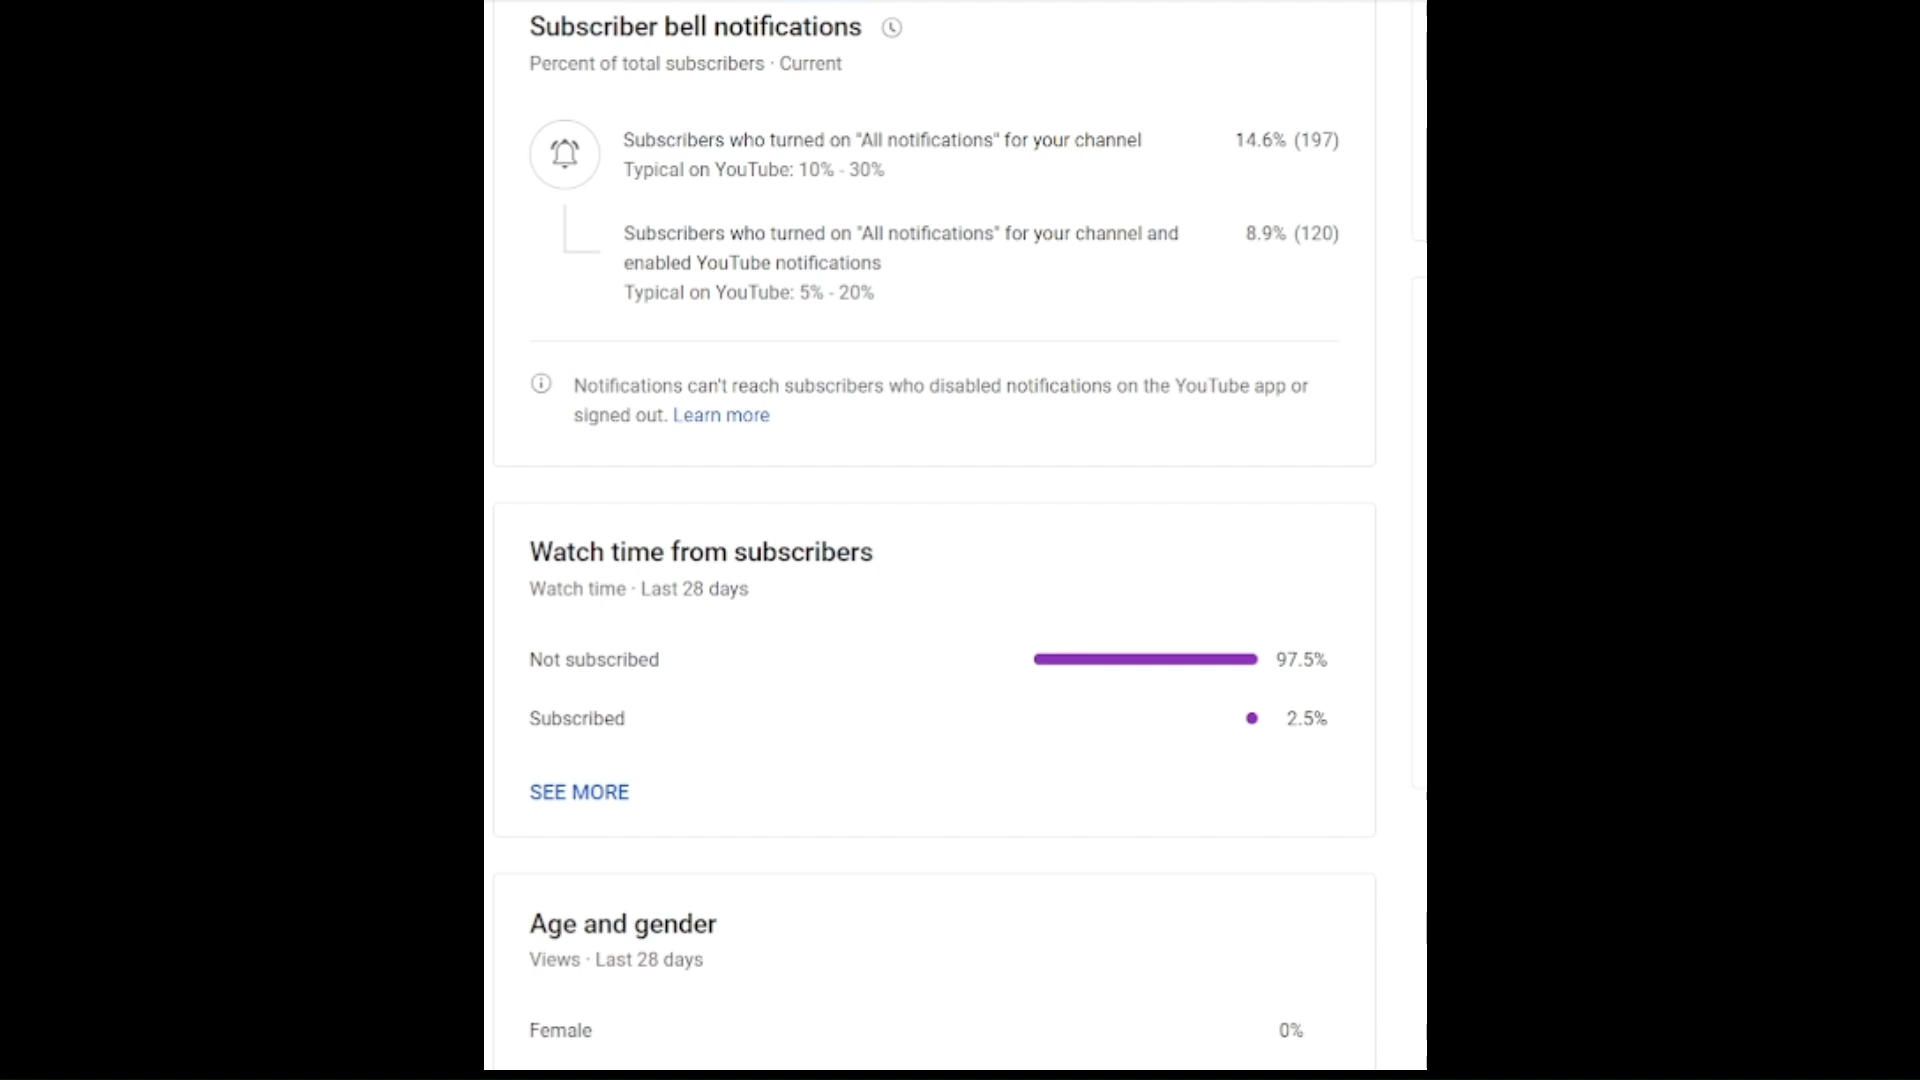 Subscriber bell notifications
Percent of total subscribers · Current
Subscribers who turned on "All notifications" for your channel 14.6% (197)
Typical on YouTube: 10% - 30%
Subscribers who turned on "All notifications" for your channel and 8.9% (120)
enabled YouTube notifications
Typical on YouTube: 5% - 20%
Notifications can't reach subscribers who disabled notifications on the YouTube app or
signed out. Learn more
Watch time from subscribers
Watch time · Last 28 days
Not subscribed 97.5%
Subscribed 2.5%
SEE MORE
Age and gender
Views · Last 28 days
Female 0%